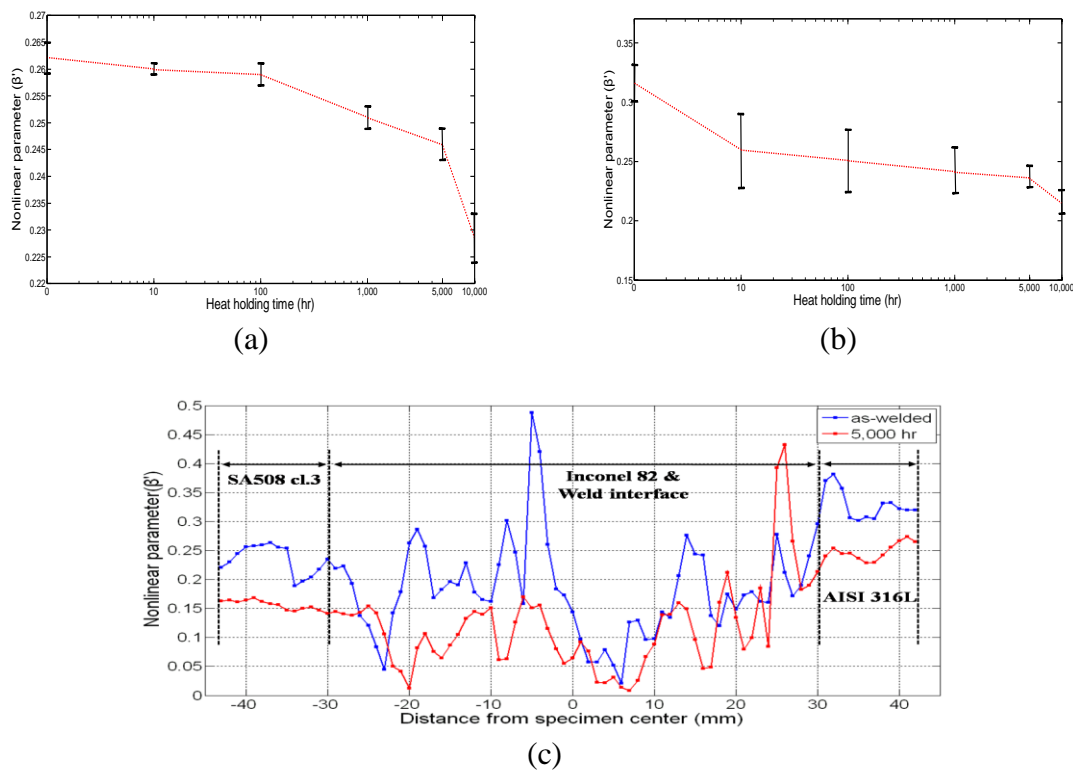 0.27
0.265
0.26
0.255
0.25
0.245
0.24
0.235
0.23
0.225
0.22
Nonlinear parameter (β')
0 10 100 1,000 5,000 10,000
Heat holding time (hr)
(a)
0.35
0.3
0.25
0.2
0.15
Nonlinear parameter (β')
0 10 100 1,000 5,000 10,000
Heat holding time (hr)
(b)
0.5
0.45
0.4
0.35
0.3
0.25
0.2
0.15
0.1
0.05
0
Nonlinear parameter(β')
as-welded
5,000 hr
SA508 cl.3
Inconel 82 &
Weld interface
AISI 316L
-40 -30 -20 -10 0 10 20 30 40
Distance from specimen center (mm)
(c)